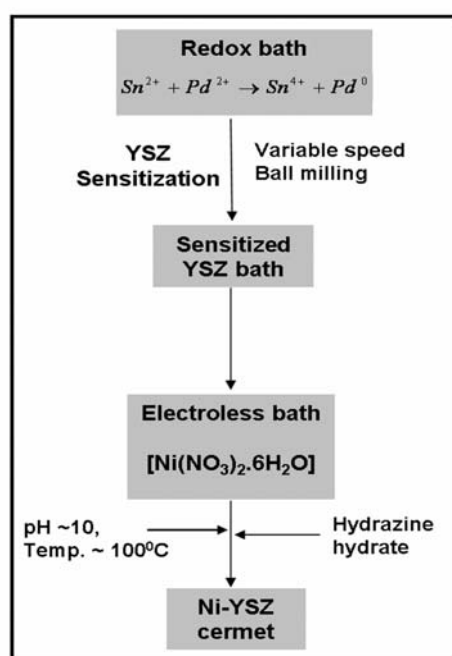 Redox bath
Sn²⁺ + Pd²⁺ → Sn⁴⁺ + Pd⁰
YSZ
Sensitization
Variable speed
Ball milling
Sensitized
YSZ bath
Electroless bath
[Ni(NO₃)₂.6H₂O]
pH ~10,
Temp. ~ 100⁰C
Hydrazine
hydrate
Ni-YSZ
cermet